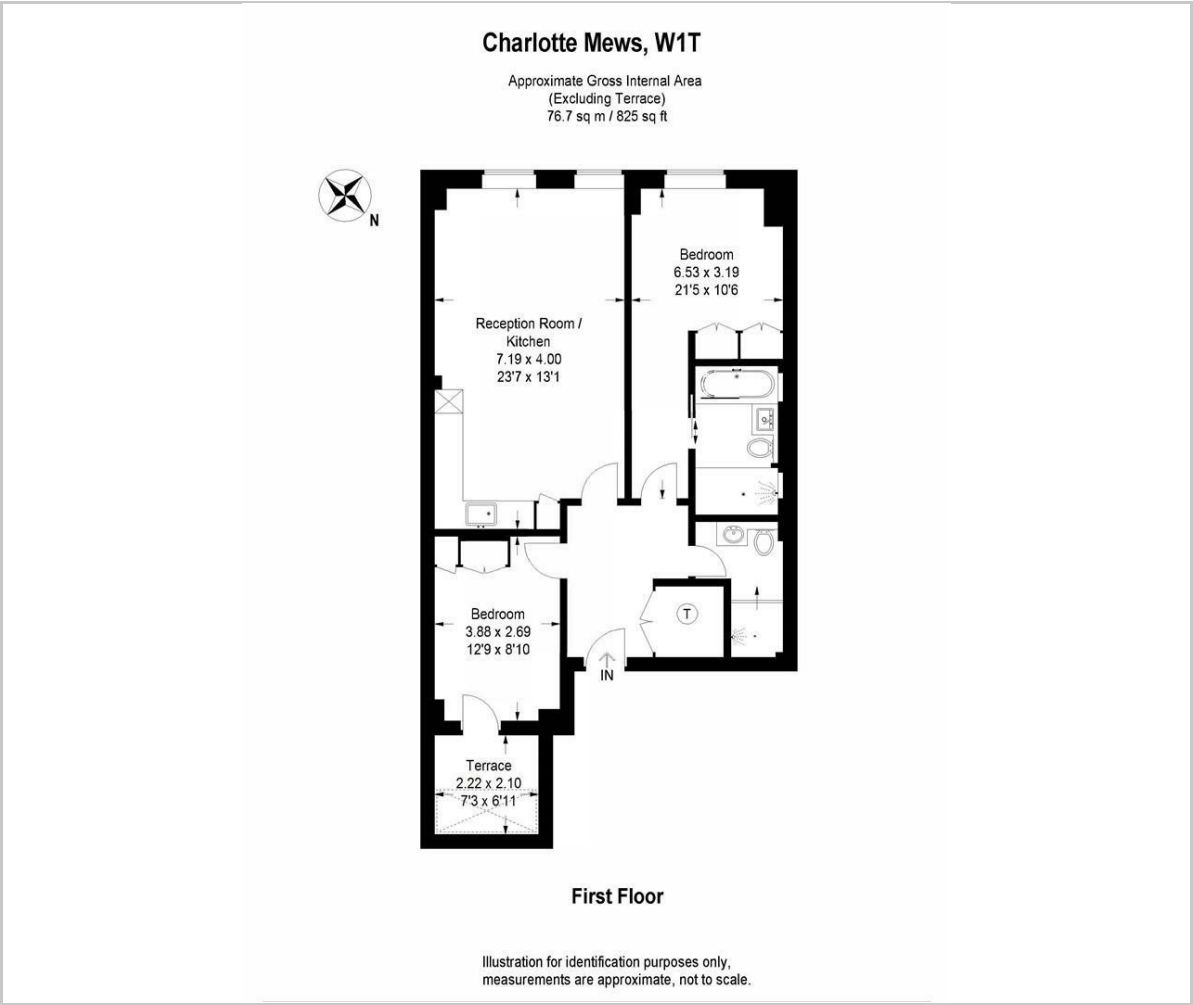 Charlotte Mews, W1T
Approximate Gross Internal Area
(Excluding Terrace)
76.7 sq m / 825 sq ft
N
Bedroom
6.53 x 3.19
21'5 x 10'6
Reception Room /
Kitchen
7.19 x 4.00
23'7 x 13'1
Bedroom
3.88 x 2.69
12'9 x 8'10
T
IN
Terrace
2.22 x 2.10
7'3 x 6'11
First Floor
Illustration for identification purposes only,
measurements are approximate, not to scale.